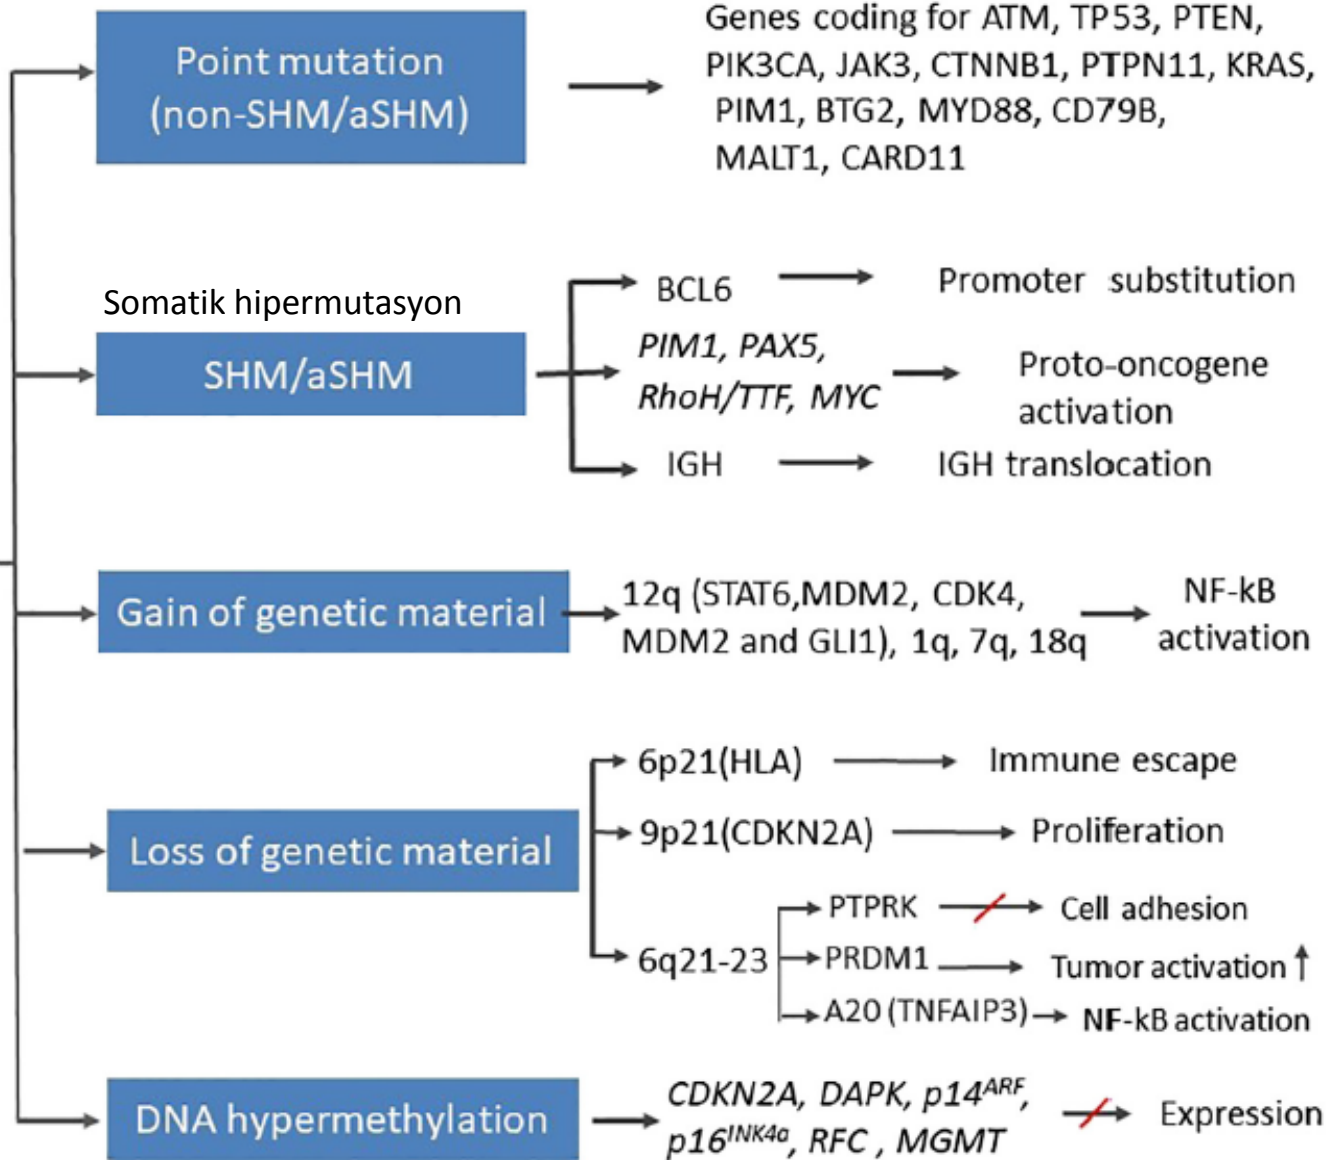 Point mutation
(non-SHM/aSHM)
Genes coding for ATM, TP53, PTEN,
PIK3CA, JAK3, CTNNB1, PTPN11, KRAS,
PIM1, BTG2, MYD88, CD79B,
MALT1, CARD11
Somatik hipermutasyon
SHM/aSHM
BCL6
Promoter substitution
PIM1, PAX5,
RhoH/TTF, MYC
Proto-oncogene
activation
IGH
IGH translocation
Gain of genetic material
12q (STAT6,MDM2, CDK4,
MDM2 and GLI1), 1q, 7q, 18q
NF-kB
activation
Loss of genetic material
6p21(HLA)
Immune escape
9p21(CDKN2A)
Proliferation
6q21-23
PTPRK
Cell adhesion
PRDM1
Tumor activation
A20 (TNFAIP3)
NF-kB activation
DNA hypermethylation
CDKN2A, DAPK, p14ARF,
p16INK4a, RFC , MGMT
Expression